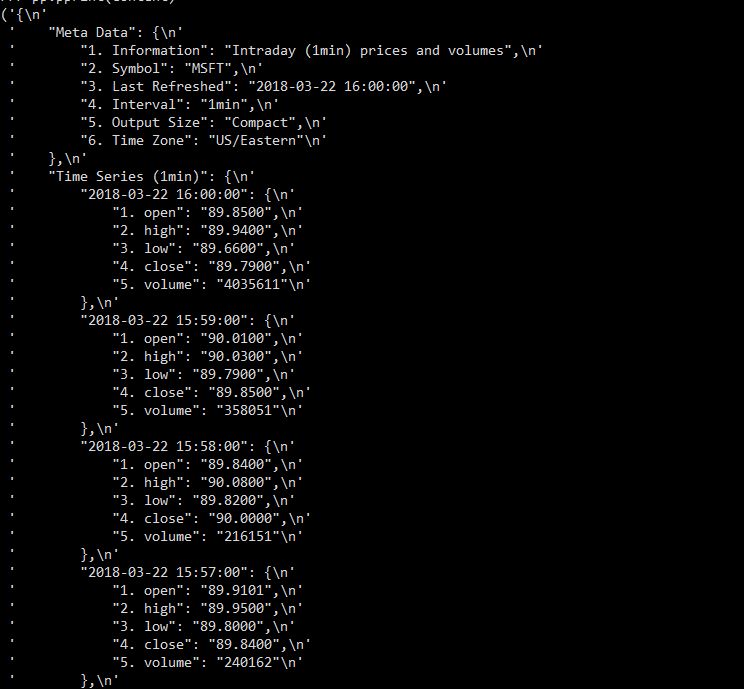 ('{\n'
'    "Meta Data": {\n'
'        "1. Information": "Intraday (1min) prices and volumes",\n'
'        "2. Symbol": "MSFT",\n'
'        "3. Last Refreshed": "2018-03-22 16:00:00",\n'
'        "4. Interval": "1min",\n'
'        "5. Output Size": "Compact",\n'
'        "6. Time Zone": "US/Eastern"\n'
'    },\n'
'    "Time Series (1min)": {\n'
'        "2018-03-22 16:00:00": {\n'
'            "1. open": "89.8500",\n'
'            "2. high": "89.9400",\n'
'            "3. low": "89.6600",\n'
'            "4. close": "89.7900",\n'
'            "5. volume": "4035611"\n'
'        },\n'
'        "2018-03-22 15:59:00": {\n'
'            "1. open": "90.0100",\n'
'            "2. high": "90.0300",\n'
'            "3. low": "89.7900",\n'
'            "4. close": "89.8500",\n'
'            "5. volume": "358051"\n'
'        },\n'
'        "2018-03-22 15:58:00": {\n'
'            "1. open": "89.8400",\n'
'            "2. high": "90.0800",\n'
'            "3. low": "89.8200",\n'
'            "4. close": "90.0000",\n'
'            "5. volume": "216151"\n'
'        },\n'
'        "2018-03-22 15:57:00": {\n'
'            "1. open": "89.9101",\n'
'            "2. high": "89.9500",\n'
'            "3. low": "89.8000",\n'
'            "4. close": "89.8400",\n'
'            "5. volume": "240162"\n'
'        },\n'